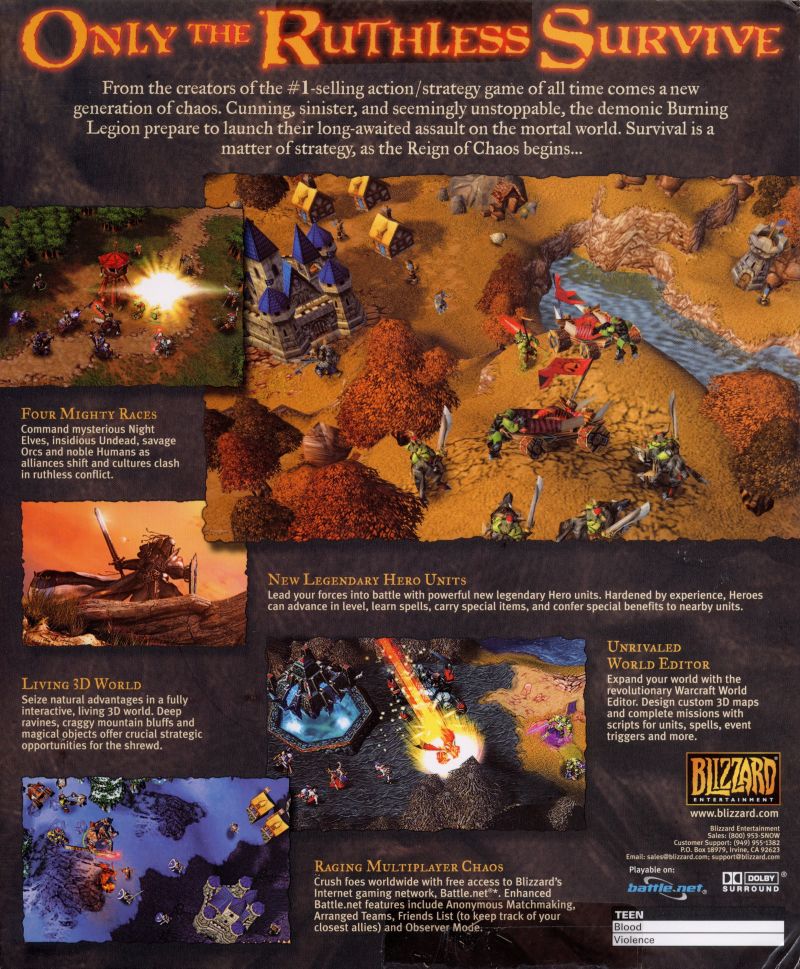 ONLY THE RUTHLESS SURVIVE
From the creators of the #1-selling action/strategy game of all time comes a new
generation of chaos. Cunning, sinister, and seemingly unstoppable, the demonic Burning
Legion prepare to launch their long-awaited assault on the mortal world. Survival is a
matter of strategy, as the Reign of Chaos begins...
FOUR MIGHTY RACES
Command mysterious Night
Elves, insidious Undead, savage
Orcs and noble Humans as
alliances shift and cultures clash
in ruthless conflict.
NEW LEGENDARY HERO UNITS
Lead your forces into battle with powerful new legendary Hero units. Hardened by experience, Heroes
can advance in level, learn spells, carry special items, and confer special benefits to nearby units.
LIVING 3D WORLD
Seize natural advantages in a fully
interactive, living 3D world. Deep
ravines, craggy mountain bluffs and
magical objects offer crucial strategic
opportunities for the shrewd.
UNRIVALED
WORLD EDITOR
Expand your world with the
revolutionary Warcraft World
Editor. Design custom 3D maps
and complete missions with
scripts for units, spells, event
triggers and more.
RAGING MULTIPLAYER CHAOS
Crush foes worldwide with free access to Blizzard's
Internet gaming network, Battle.net®*. Enhanced
Battle.net features include Anonymous Matchmaking,
Arranged Teams, Friends List (to keep track of your
closest allies) and Observer Mode.
BLIZZARD
ENTERTAINMENT
www.blizzard.com
Blizzard Entertainment
Sales: (800) 953-SNOW
Customer Support: (949) 955-1382
P.O. Box 18979, Irvine, CA 92623
Email: sales@blizzard.com; support@blizzard.com
Playable on:
battle.net®
DOLBY®
SURROUND
TEEN
Blood
Violence